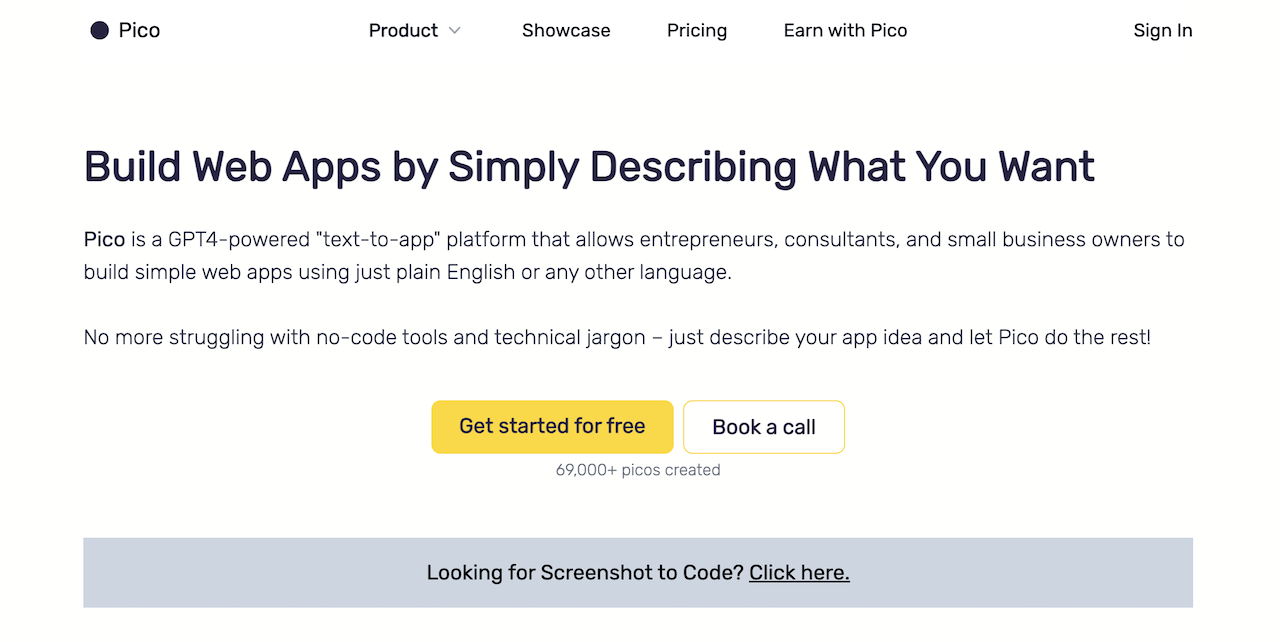 Pico
Product
Showcase
Pricing
Earn with Pico
Sign In
Build Web Apps by Simply Describing What You Want
Pico is a GPT4-powered "text-to-app" platform that allows entrepreneurs, consultants, and small business owners to
build simple web apps using just plain English or any other language.
No more struggling with no-code tools and technical jargon – just describe your app idea and let Pico do the rest!
Get started for free
Book a call
69,000+ picos created
Looking for Screenshot to Code? Click here.